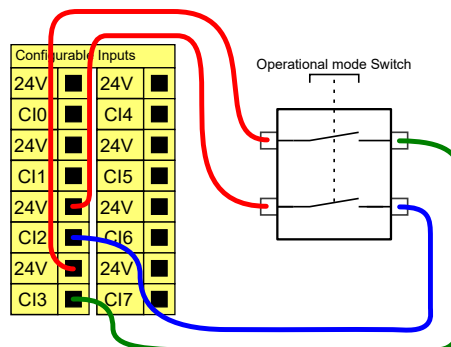 Configurable Inputs
Operational mode Switch
24V 24V
CI0 CI4
24V 24V
CI1 CI5
24V 24V
CI2 CI6
24V 24V
CI3 CI7